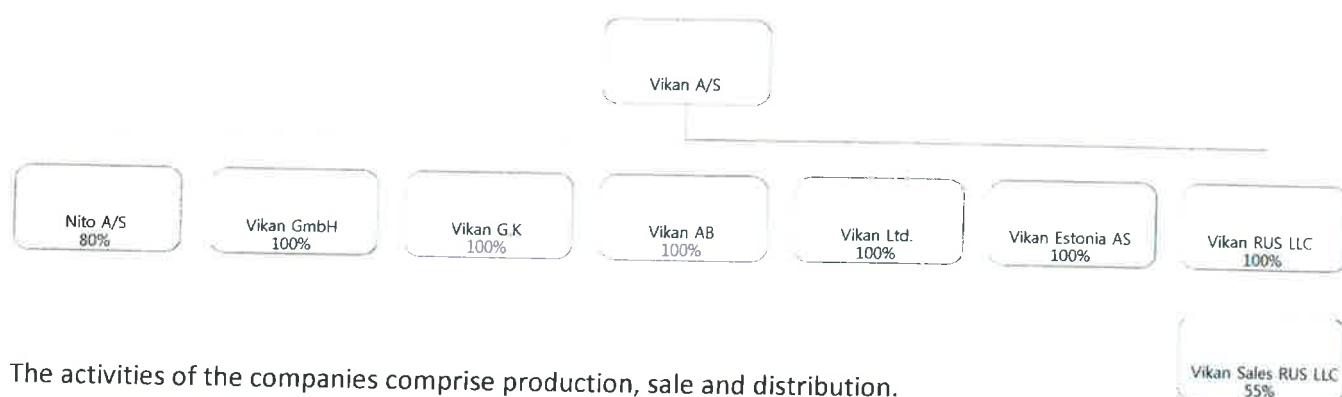 Vikan A/S
Nito A/S
80%
Vikan GmbH
100%
Vikan G.K
100%
Vikan AB
100%
Vikan Ltd.
100%
Vikan Estonia AS
100%
Vikan RUS LLC
100%
Vikan Sales RUS LLC
55%
The activities of the companies comprise production, sale and distribution.